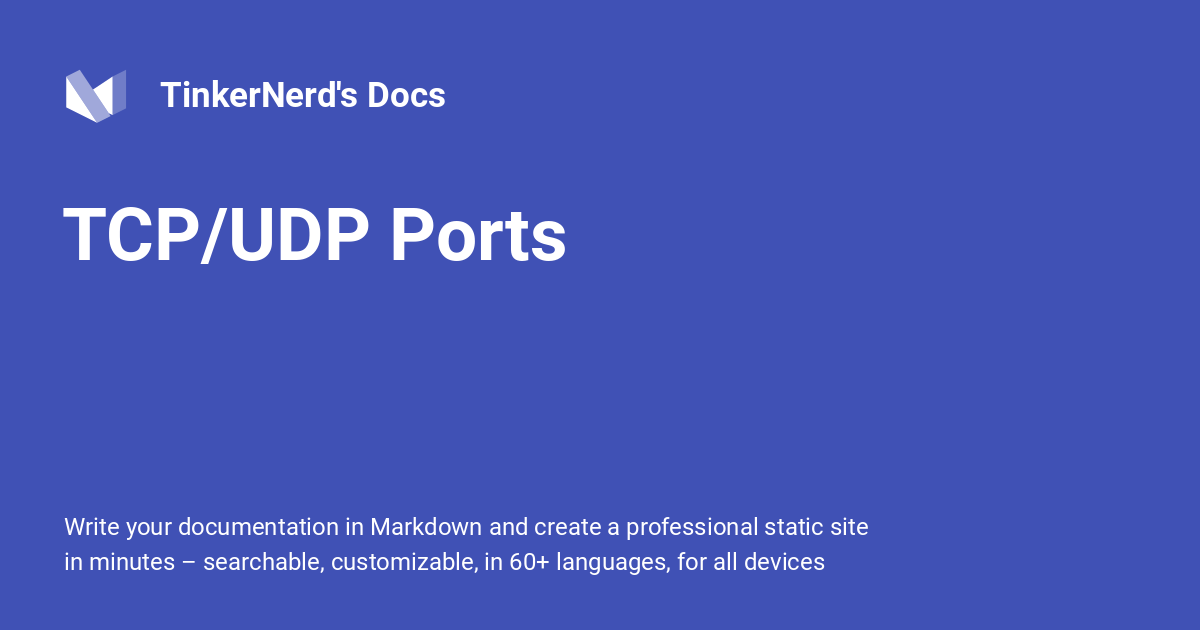 TinkerNerd's Docs
TCP/UDP Ports
Write your documentation in Markdown and create a professional static site
in minutes – searchable, customizable, in 60+ languages, for all devices